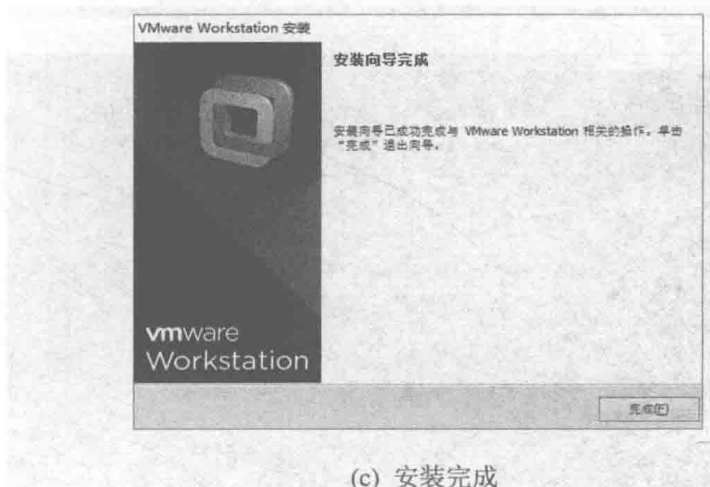 VMware Workstation 安装
安装向导完成
安装向导已成功完成与 VMware Workstation 相关的操作。单击
“完成”退出向导。
vmware
Workstation
完成(F)
(c) 安装完成